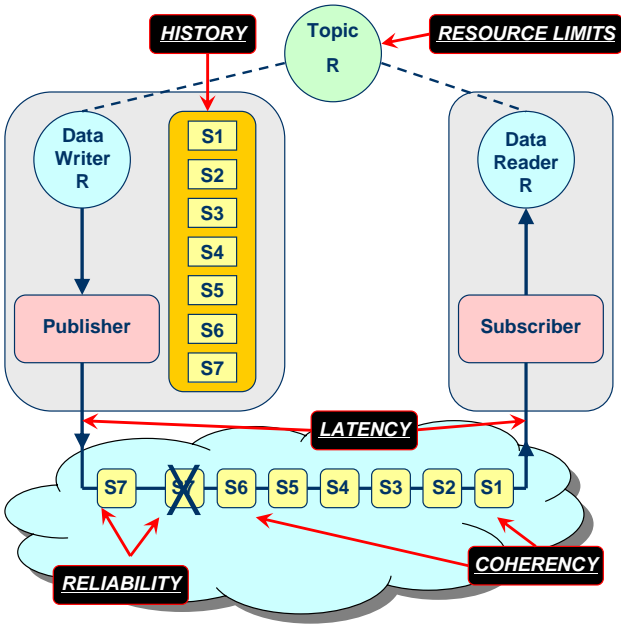 HISTORY
Topic
R
RESOURCE LIMITS
Data
Writer
R
S1
S2
S3
S4
S5
S6
S7
Data
Reader
R
Publisher
Subscriber
LATENCY
S7
S7
S6
S5
S4
S3
S2
S1
RELIABILITY
COHERENCY